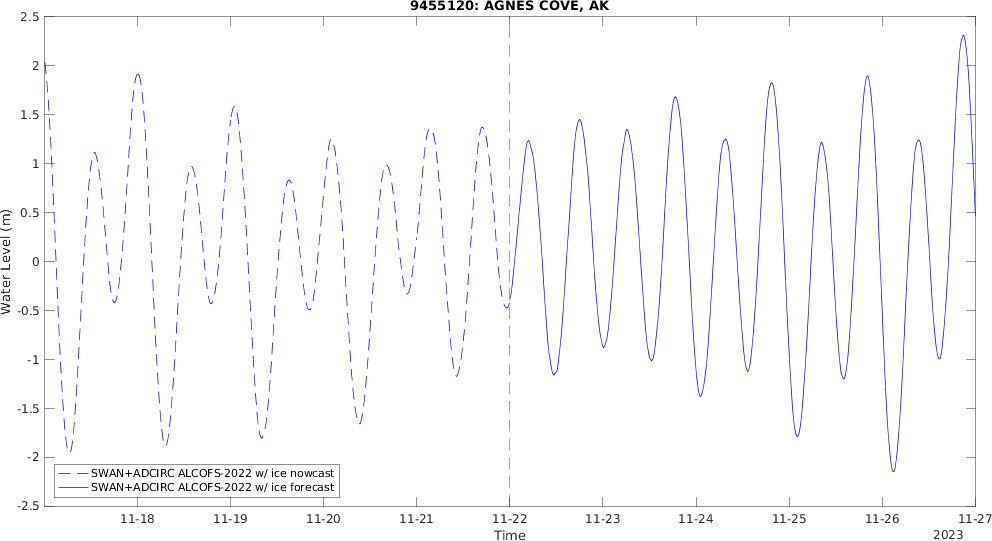 9455120: AGNES COVE, AK
2.5
2
1.5
1
0.5
0
-0.5
-1
-1.5
-2
-2.5
Water Level (m)
SWAN+ADCIRC ALCOFS-2022 w/ ice nowcast
SWAN+ADCIRC ALCOFS-2022 w/ ice forecast
11-18 11-19 11-20 11-21 11-22 11-23 11-24 11-25 11-26 11-27
Time
2023